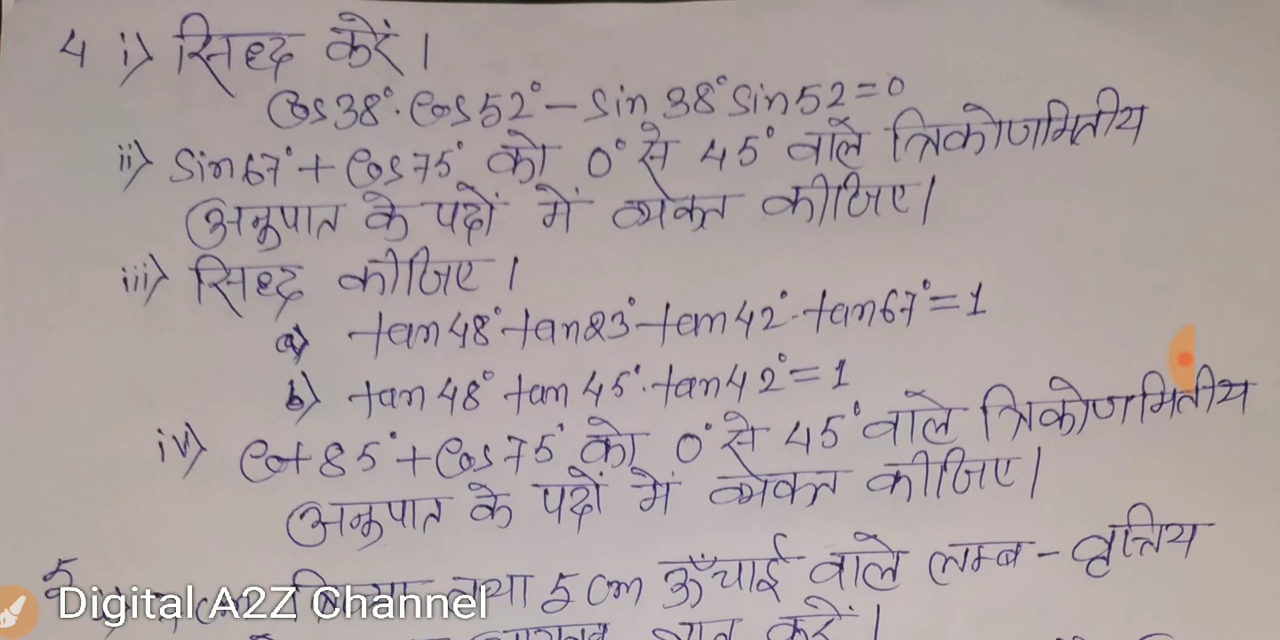 4 i) सिध्द करें।
Cos38°.Cos52°-Sin38°Sin52=0
ii) Sin67°+Cos75° को 0° से 45° वाले त्रिकोणमितीय
अनुपात के पदों में व्यक्त कीजिए।
iii) सिध्द कीजिए।
a) tan48°tan23°tan42°.tan67°=1
b) tan48° tan45°.tan42°=1
iv) Cot85°+Cos75° को 0° से 45° वाले त्रिकोणमितीय
अनुपात के पदों में व्यक्त कीजिए।
5 त्रिज्या तथा 5cm ऊँचाई वाले लम्ब-वृत्तिय
करें।
Digital A2Z Channel